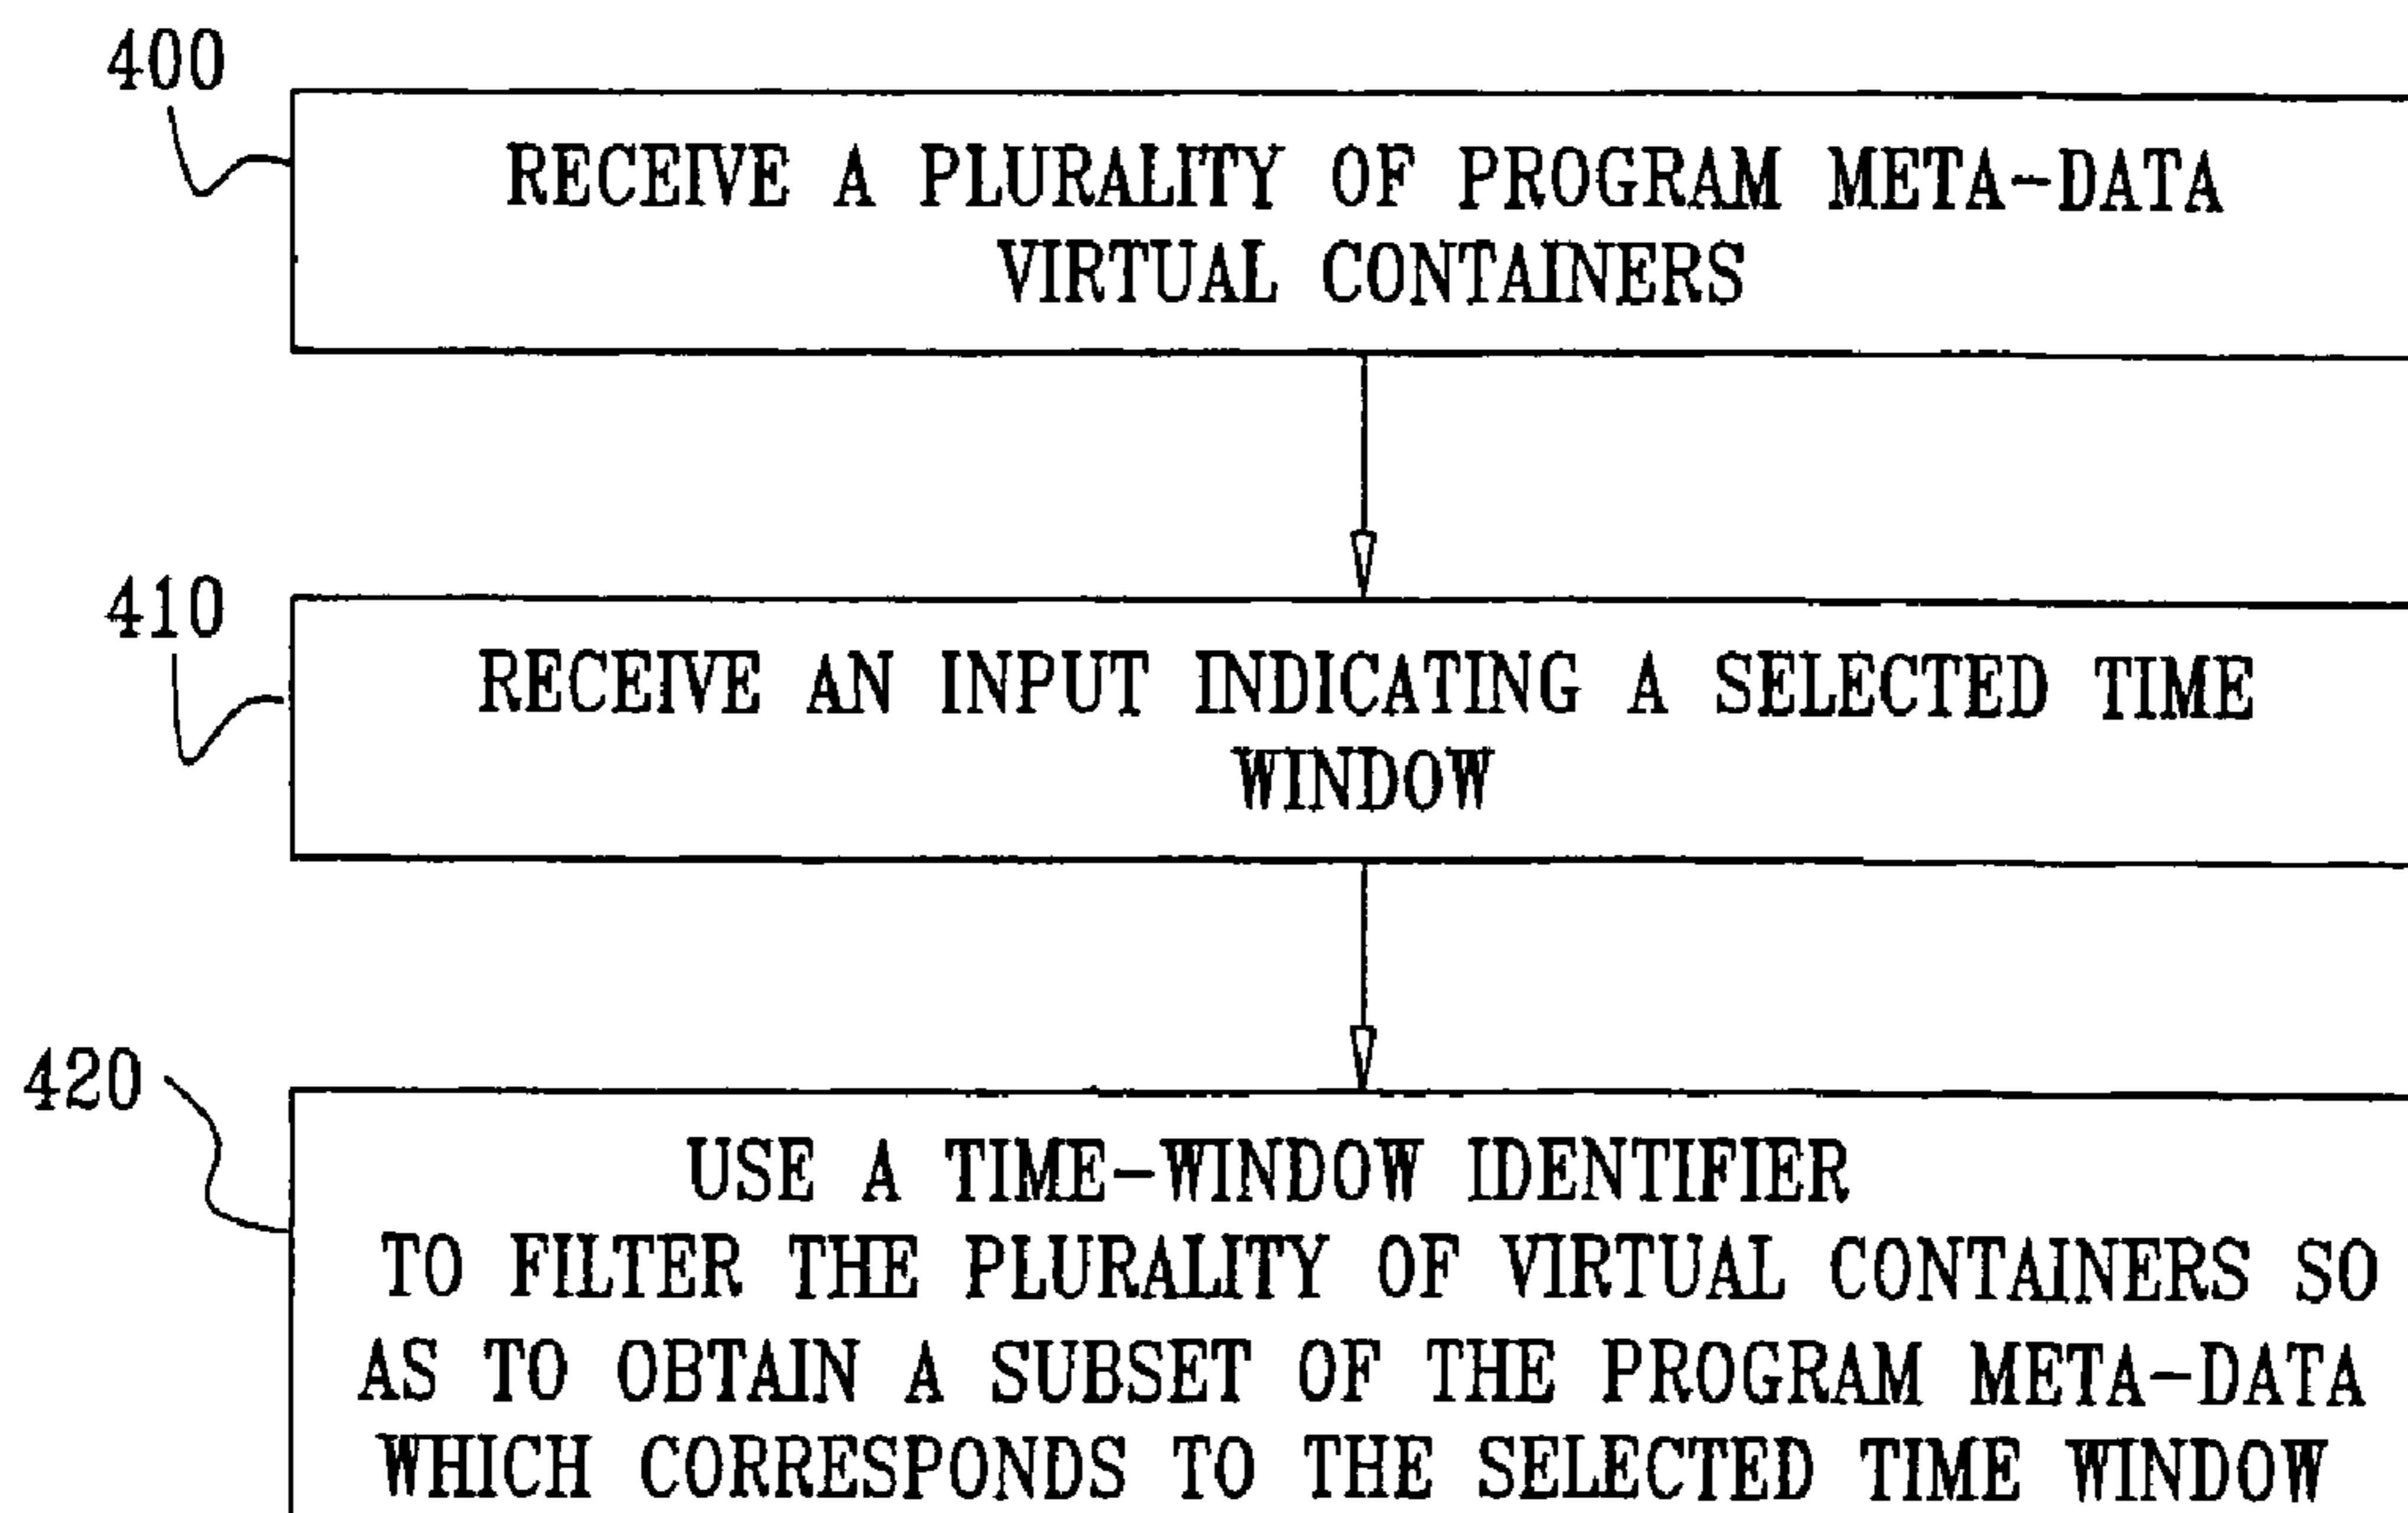 400
RECEIVE A PLURALITY OF PROGRAM META-DATA
VIRTUAL CONTAINERS
410
RECEIVE AN INPUT INDICATING A SELECTED TIME
WINDOW
420
USE A TIME-WINDOW IDENTIFIER
TO FILTER THE PLURALITY OF VIRTUAL CONTAINERS SO
AS TO OBTAIN A SUBSET OF THE PROGRAM META-DATA
WHICH CORRESPONDS TO THE SELECTED TIME WINDOW